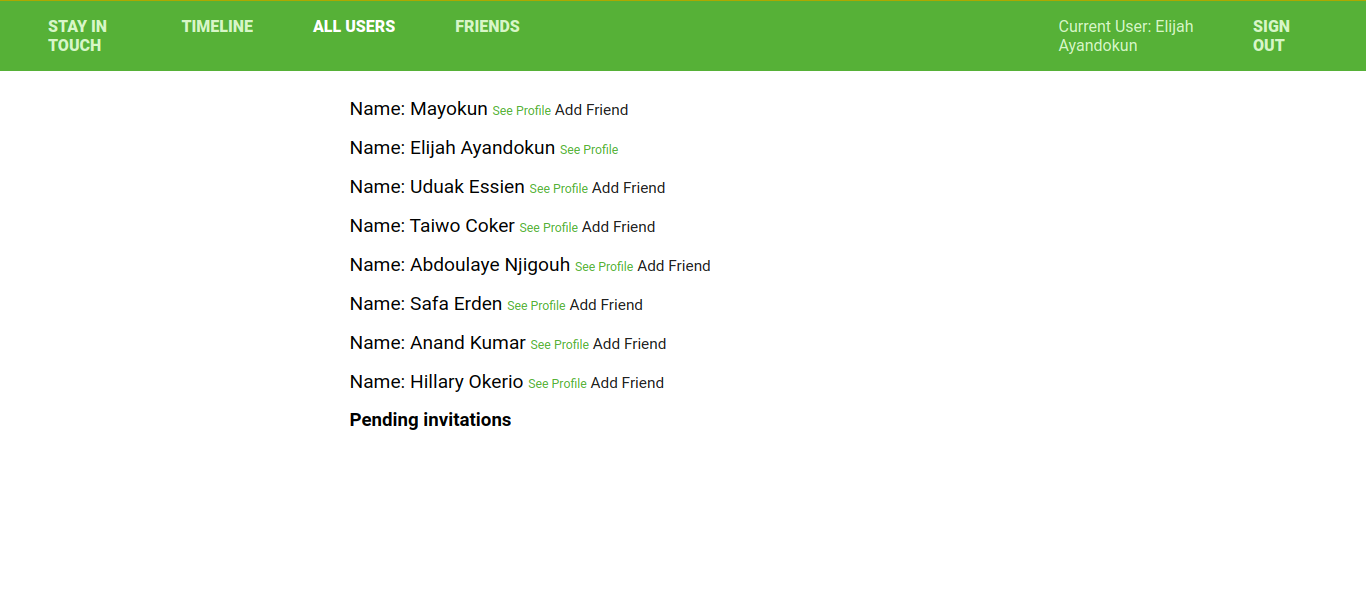 STAY IN TOUCH
TIMELINE
ALL USERS
FRIENDS
Current User: Elijah Ayandokun
SIGN OUT
Name: Mayokun See Profile Add Friend
Name: Elijah Ayandokun See Profile
Name: Uduak Essien See Profile Add Friend
Name: Taiwo Coker See Profile Add Friend
Name: Abdoulaye Njigouh See Profile Add Friend
Name: Safa Erden See Profile Add Friend
Name: Anand Kumar See Profile Add Friend
Name: Hillary Okerio See Profile Add Friend
Pending invitations